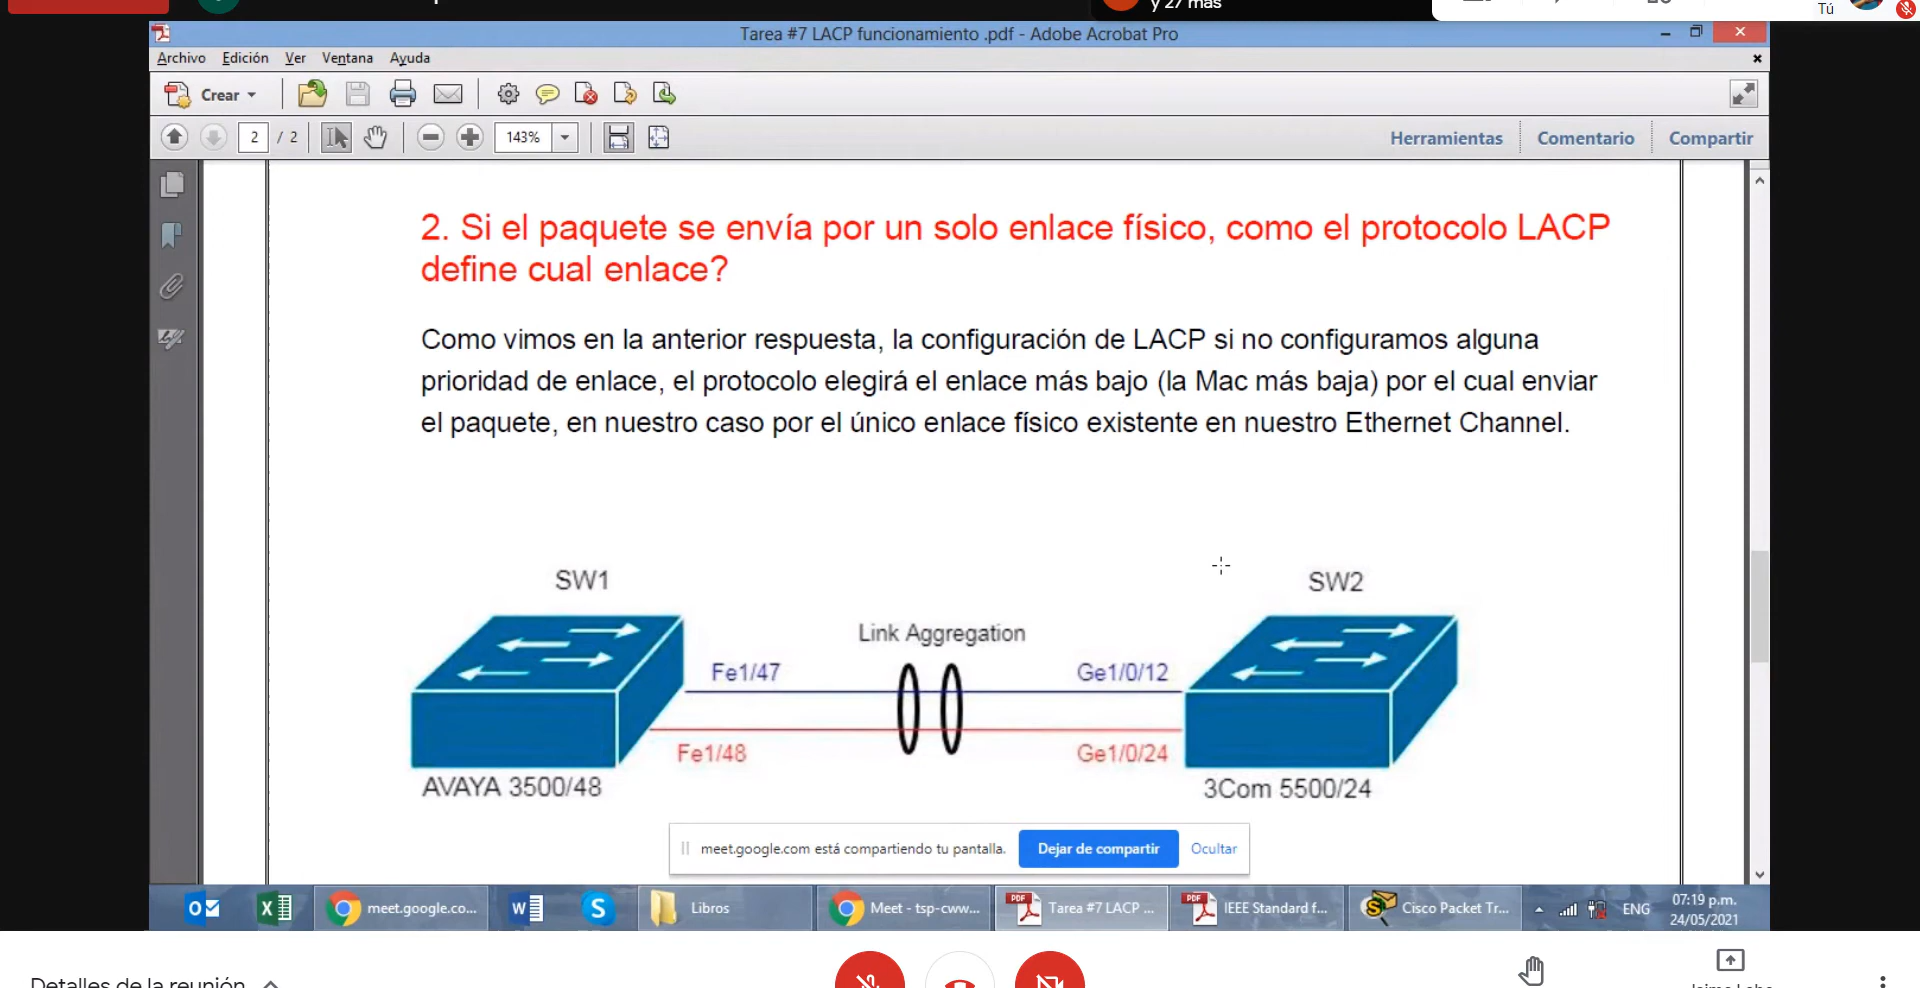 y 27 más
Tú
Tarea #7 LACP funcionamiento .pdf - Adobe Acrobat Pro
Archivo Edición Ver Ventana Ayuda
Crear
2 / 2 143% Herramientas Comentario Compartir
2. Si el paquete se envía por un solo enlace físico, como el protocolo LACP
define cual enlace?
Como vimos en la anterior respuesta, la configuración de LACP si no configuramos alguna
prioridad de enlace, el protocolo elegirá el enlace más bajo (la Mac más baja) por el cual enviar
el paquete, en nuestro caso por el único enlace físico existente en nuestro Ethernet Channel.
SW1 SW2
Link Aggregation
Fe1/47 Ge1/0/12
Fe1/48 Ge1/0/24
AVAYA 3500/48 3Com 5500/24
meet.google.com está compartiendo tu pantalla. Dejar de compartir Ocultar
meet.google.co... Libros Meet - tsp-cww... Tarea #7 LACP ... IEEE Standard f... Cisco Packet Tr... ENG 07:19 p.m.
24/05/2021
Detalles de la reunión